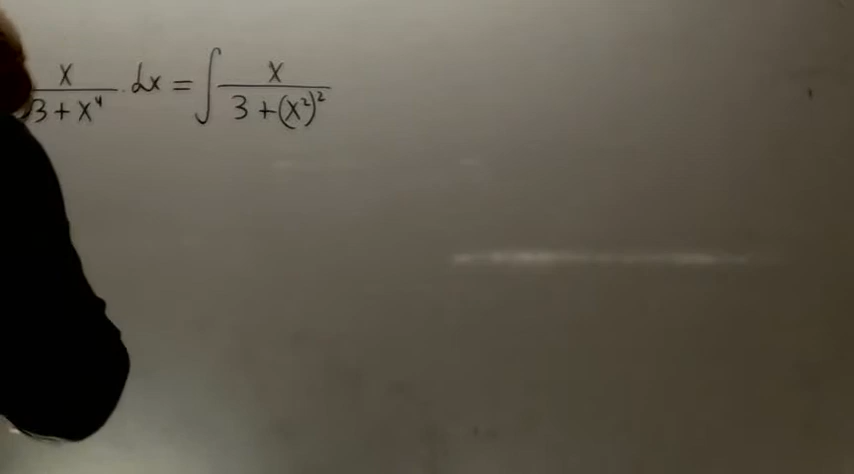 x/(3+x⁴) · dx = ∫ x/(3+(x²)²)